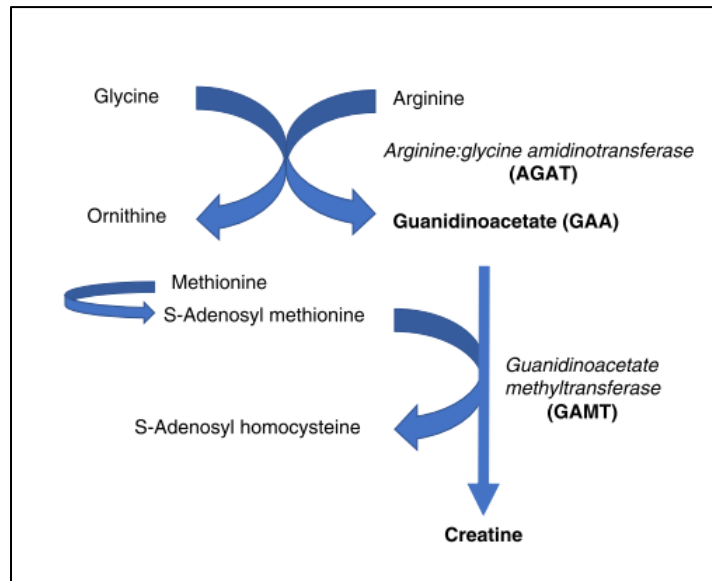 Glycine
Arginine
Arginine:glycine amidinotransferase
(AGAT)
Ornithine
Guanidinoacetate (GAA)
Methionine
S-Adenosyl methionine
Guanidinoacetate
methyltransferase
(GAMT)
S-Adenosyl homocysteine
Creatine